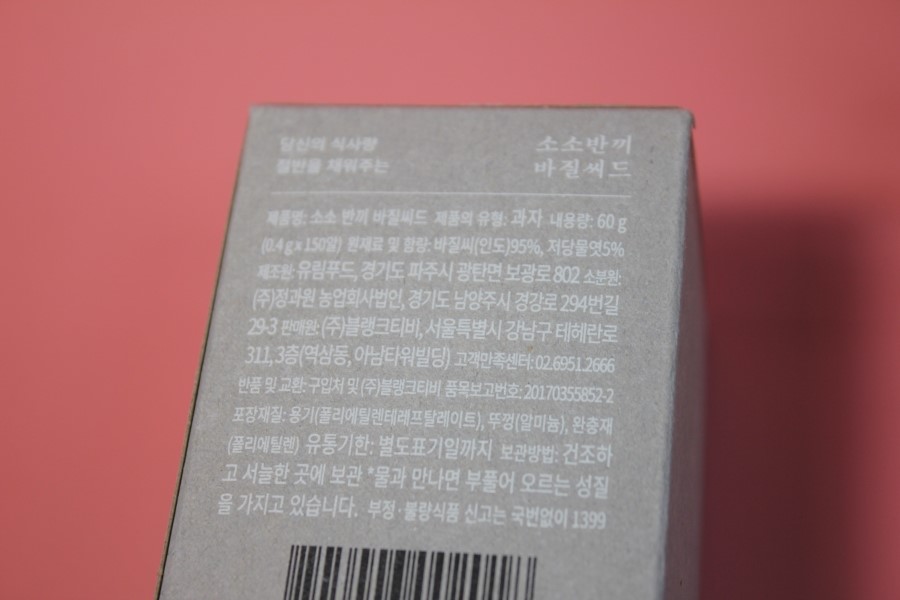 당신의 식사량
절반을 채워주는
소소반끼
바질씨드
제품명: 소소 반끼 바질씨드 제품의 유형: 과자 내용량: 60 g
(0.4 g x 150알) 원재료 및 함량: 바질씨(인도)95%, 저당물엿5%
제조원: 유림푸드, 경기도 파주시 광탄면 보광로 802 소분원:
(주)정과원 농업회사법인, 경기도 남양주시 경강로 294번길
29-3 판매원: (주)블랭크티비, 서울특별시 강남구 테헤란로
311, 3층(역삼동, 아남타워빌딩) 고객만족센터: 02.6951.2666
반품 및 교환: 구입처 및 (주)블랭크티비 품목보고번호: 20170355852-2
포장재질: 용기(폴리에틸렌테레프탈레이트), 뚜껑(알미늄), 완충재
(폴리에틸렌) 유통기한: 별도표기일까지 보관방법: 건조하
고 서늘한 곳에 보관 *물과 만나면 부풀어 오르는 성질
을 가지고 있습니다. 부정·불량식품 신고는 국번없이 1399